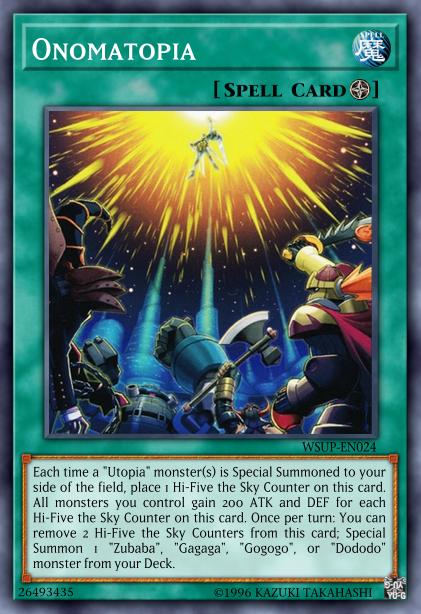 ONOMATOPIA
SPELL
魔
[SPELL CARD]
WSUP-EN024
Each time a "Utopia" monster(s) is Special Summoned to your
side of the field, place 1 Hi-Five the Sky Counter on this card.
All monsters you control gain 200 ATK and DEF for each
Hi-Five the Sky Counter on this card. Once per turn: You can
remove 2 Hi-Five the Sky Counters from this card; Special
Summon 1 "Zubaba", "Gagaga", "Gogogo", or "Dododo"
monster from your Deck.
26493435
©1996 KAZUKI TAKAHASHI